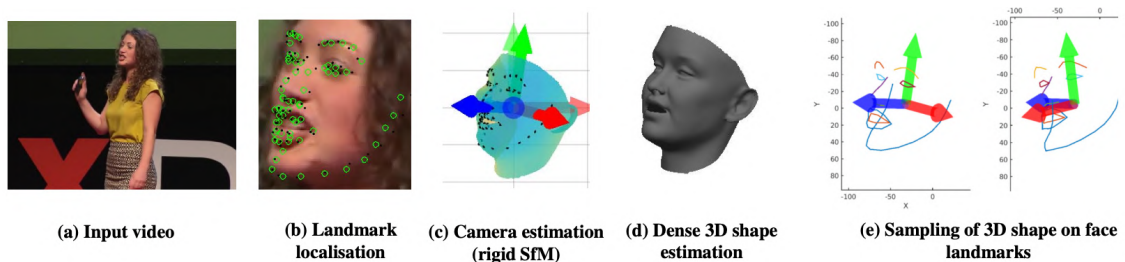 X
-100
-80
-60
-40
-20
0
20
40
60
80
Y
-100
-50
0
X
-100
-80
-60
-40
-20
0
20
40
60
80
Y
-50
0
(a) Input video
(b) Landmark
localisation
(c) Camera estimation
(rigid SfM)
(d) Dense 3D shape
estimation
(e) Sampling of 3D shape on face
landmarks